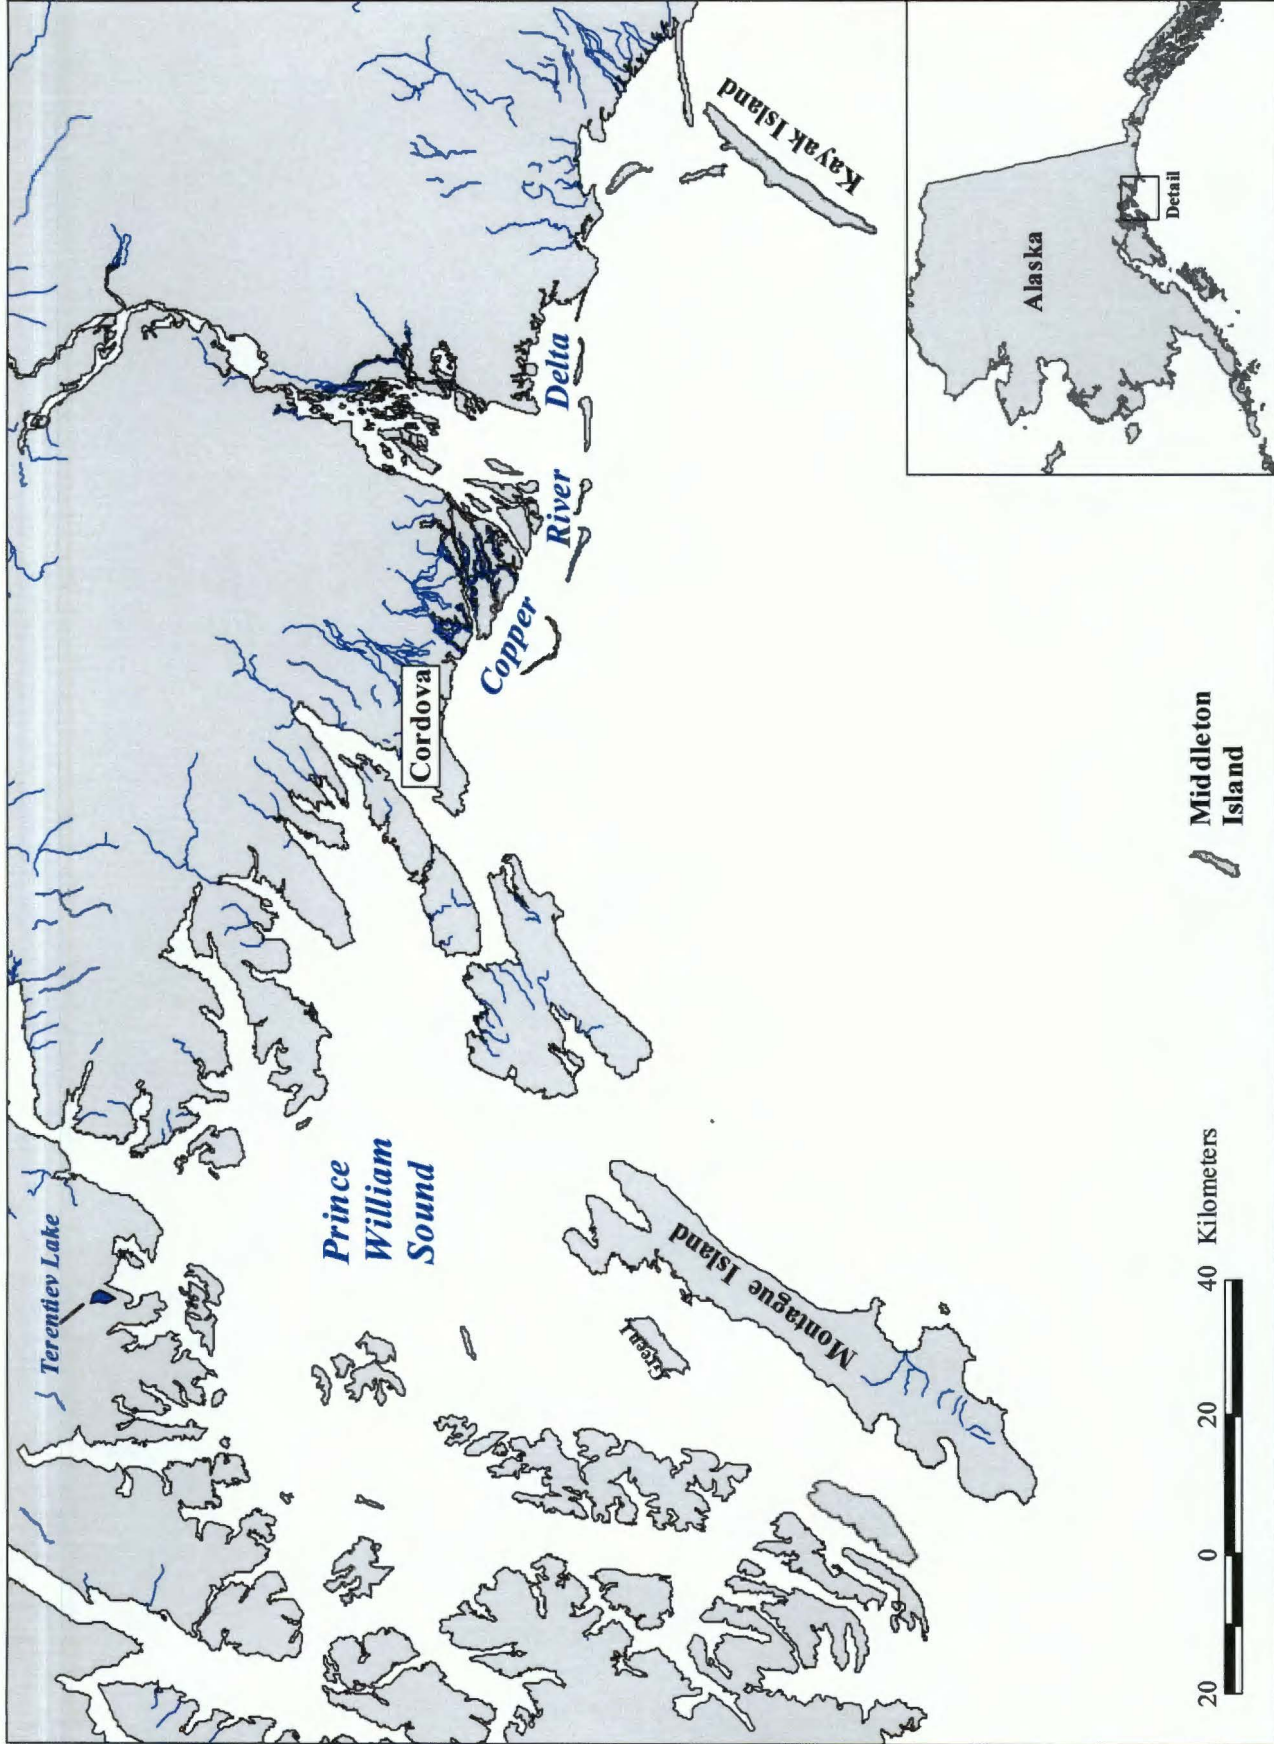 Terentiev Lake
Prince
William
Sound
Cordova
Copper
River
Delta
Kayak Island
Green I
Montague Island
Middleton
Island
Alaska
Detail
20 0 20 40 Kilometers